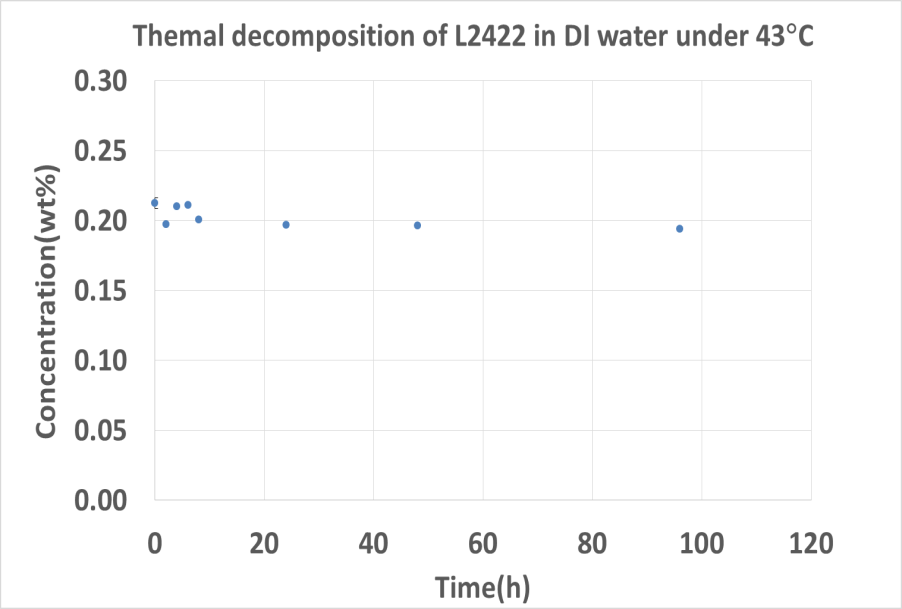 Themal decomposition of L2422 in DI water under 43°C
0.30
0.25
0.20
0.15
0.10
0.05
0.00
Concentration(wt%)
0 20 40 60 80 100 120
Time(h)